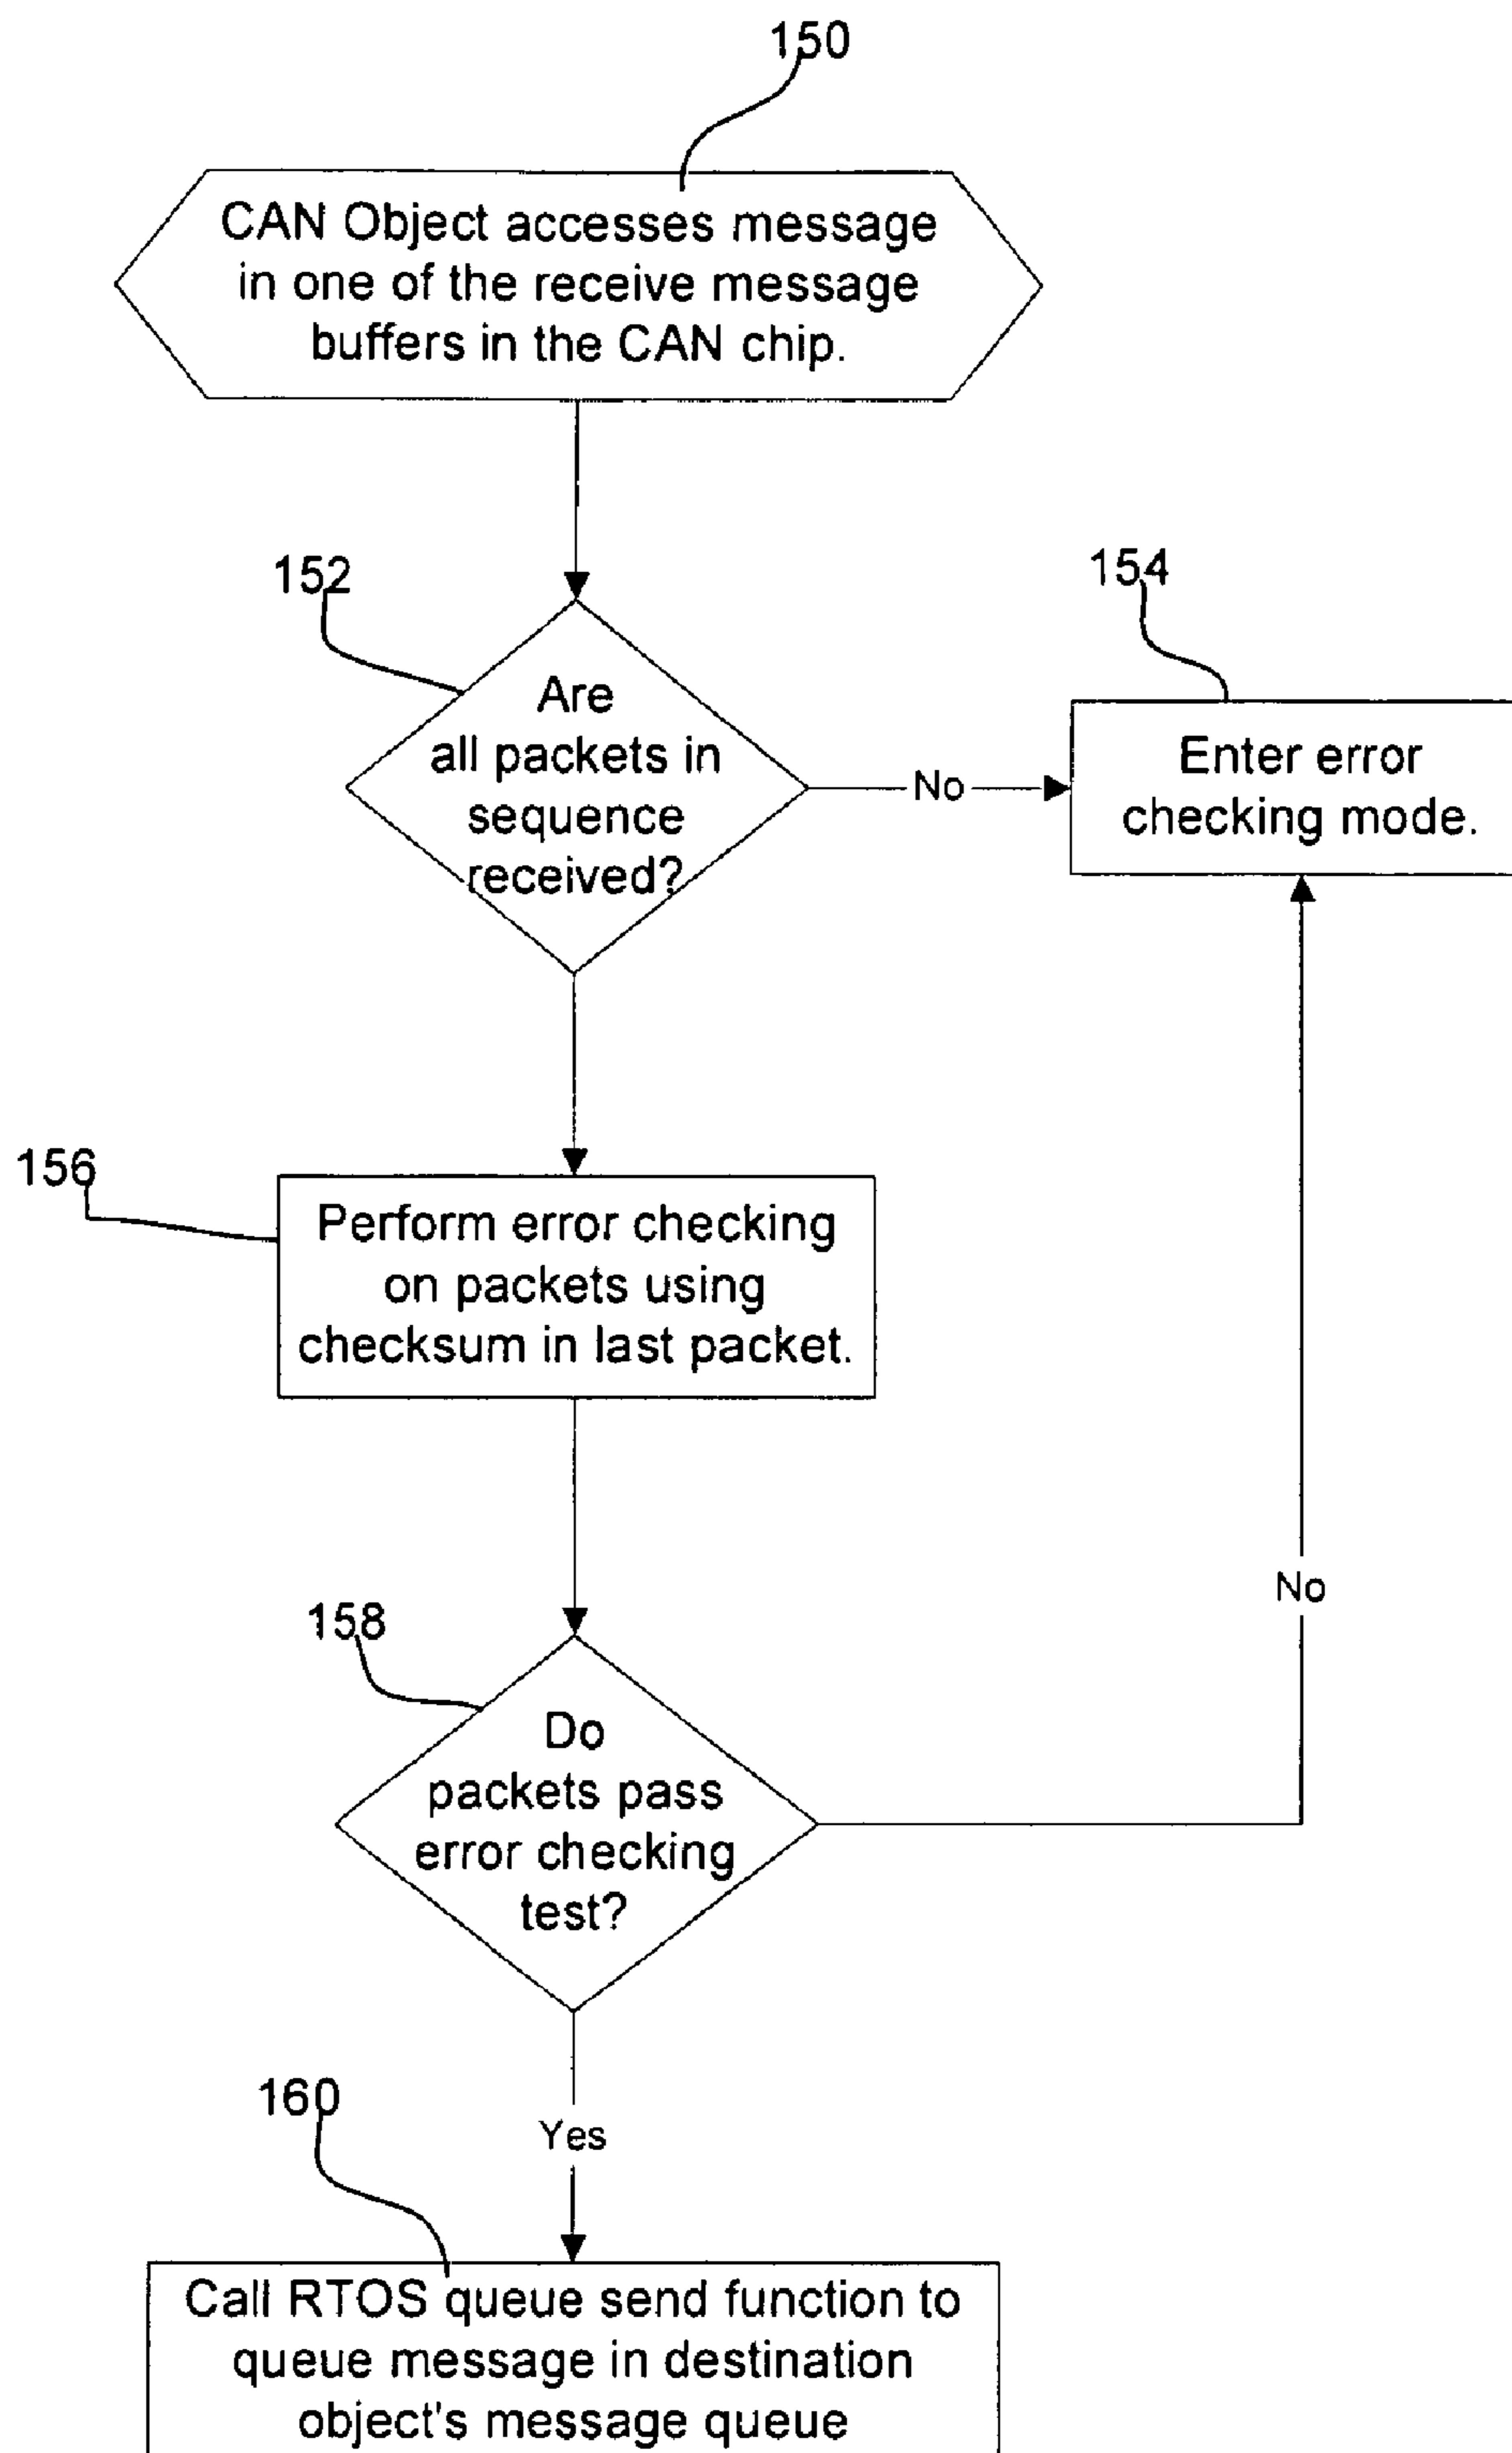 150
CAN Object accesses message
in one of the receive message
buffers in the CAN chip.
152
Are
all packets in
sequence
received?
No
154
Enter error
checking mode.
156
Perform error checking
on packets using
checksum in last packet.
158
Do
packets pass
error checking
test?
No
Yes
160
Call RTOS queue send function to
queue message in destination
object's message queue